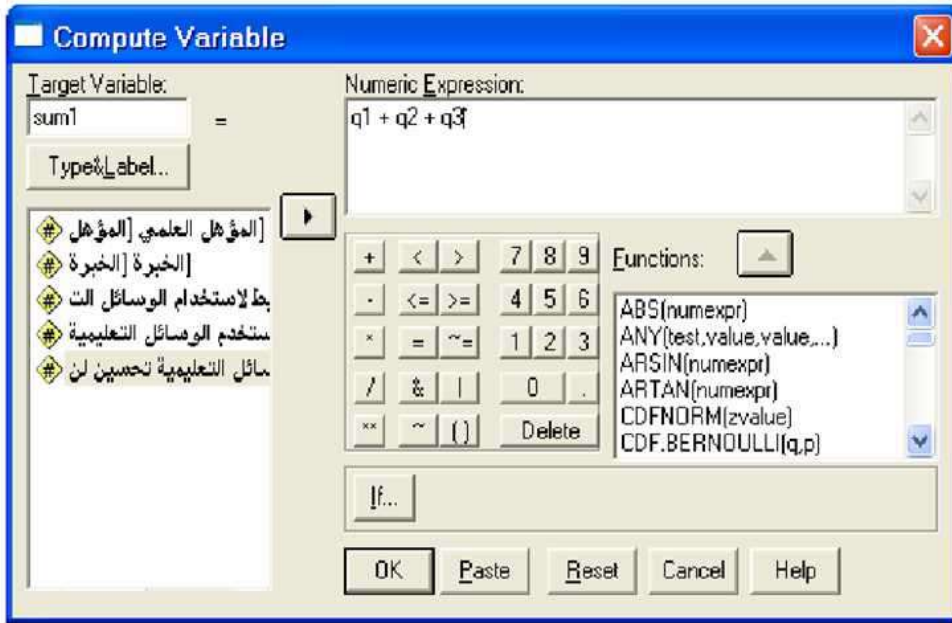 Compute Variable
Target Variable:
sum1
=
Type&Label...
Numeric Expression:
q1 + q2 + q3
المؤهل العلمي [المؤهل]
الخبرة [الخبرة]
يط لاستخدام الوسائل الت
ستخدم الوسائل التعليمية
سائل التعليمية تحسين لن
+ < > 7 8 9
- <= >= 4 5 6
* = ~= 1 2 3
/ & | 0 .
** ~ ( ) Delete
Functions:
ABS(numexpr)
ANY(test,value,value,...)
ARSIN(numexpr)
ARTAN(numexpr)
CDFNORM(zvalue)
CDF.BERNOULLI(q,p)
If...
OK Paste Reset Cancel Help